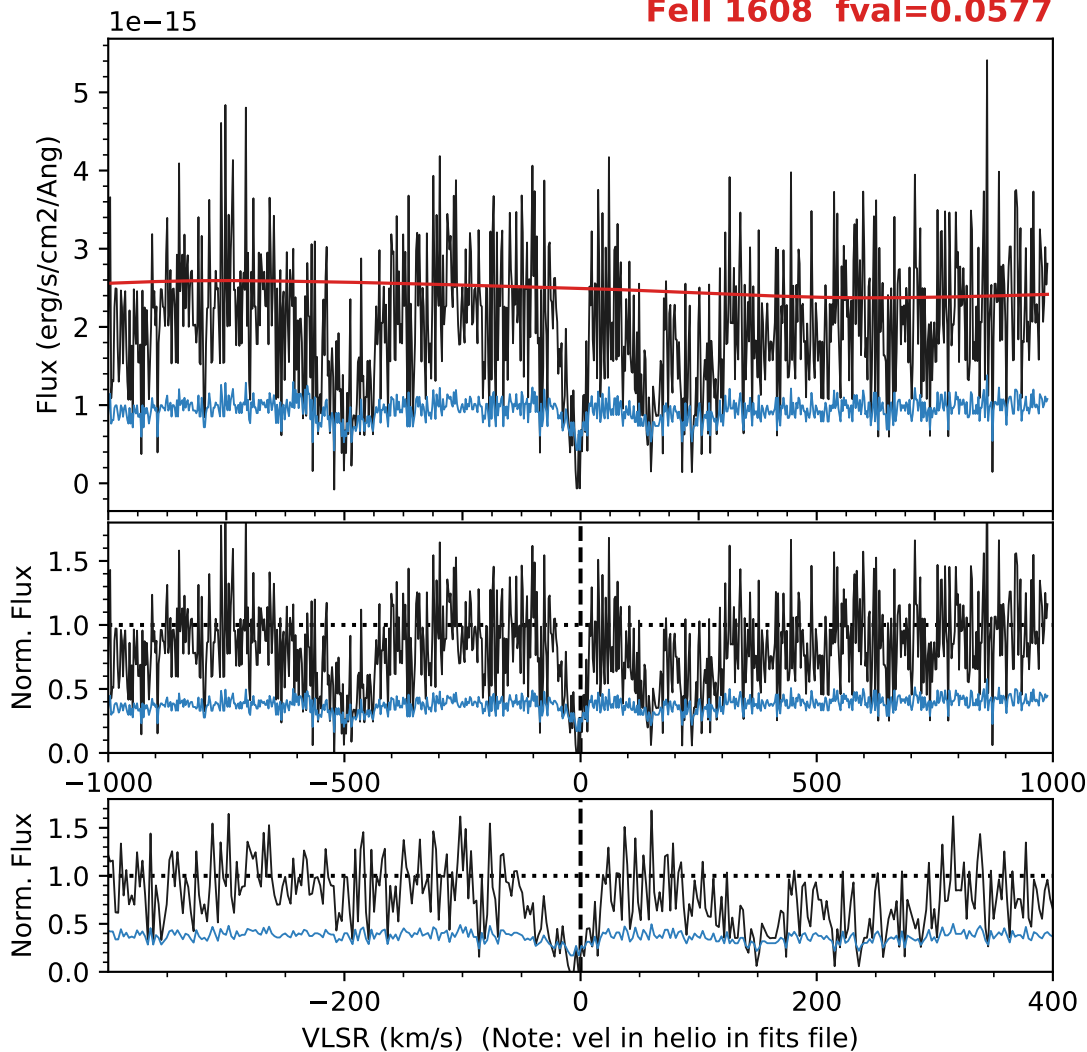 FeII 1608 fval=0.0577
1e−15
5
4
3
2
1
0
Flux (erg/s/cm2/Ang)
1.5
1.0
0.5
0.0
Norm. Flux
−1000 −500 0 500 1000
1.5
1.0
0.5
0.0
Norm. Flux
−200 0 200 400
VLSR (km/s) (Note: vel in helio in fits file)